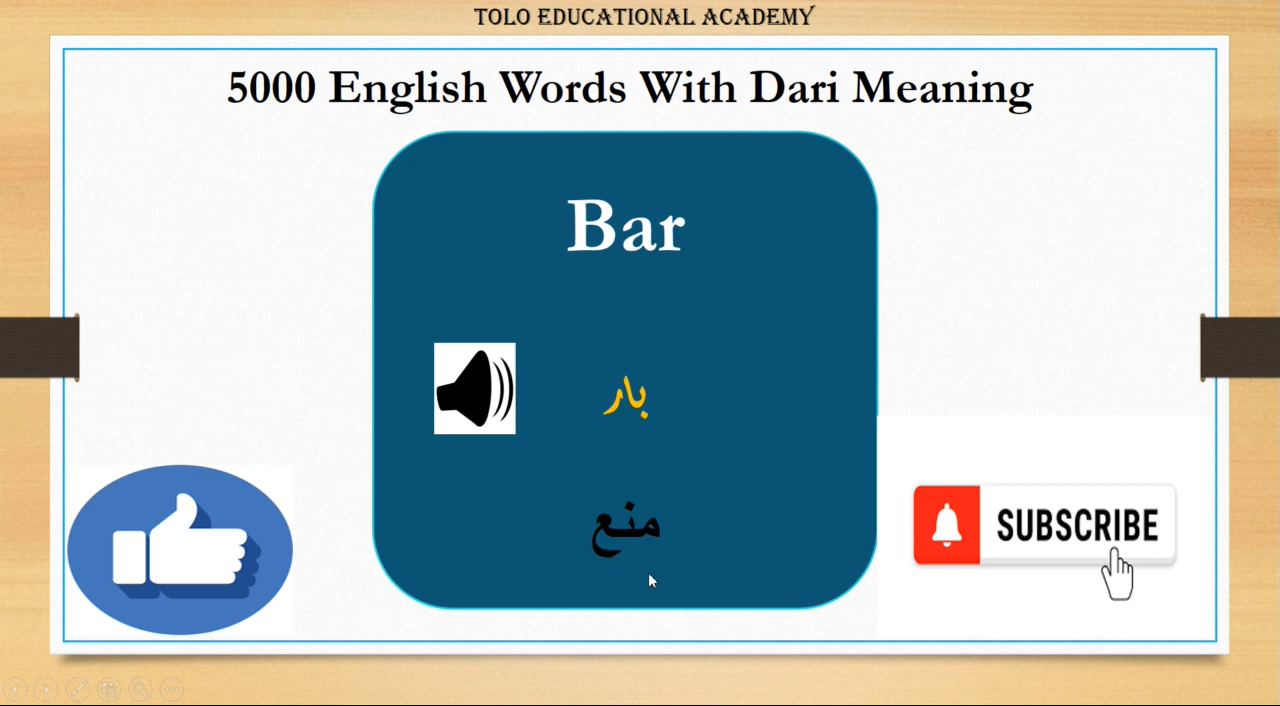 TOLO EDUCATIONAL ACADEMY
5000 English Words With Dari Meaning
Bar
بار
منع
SUBSCRIBE